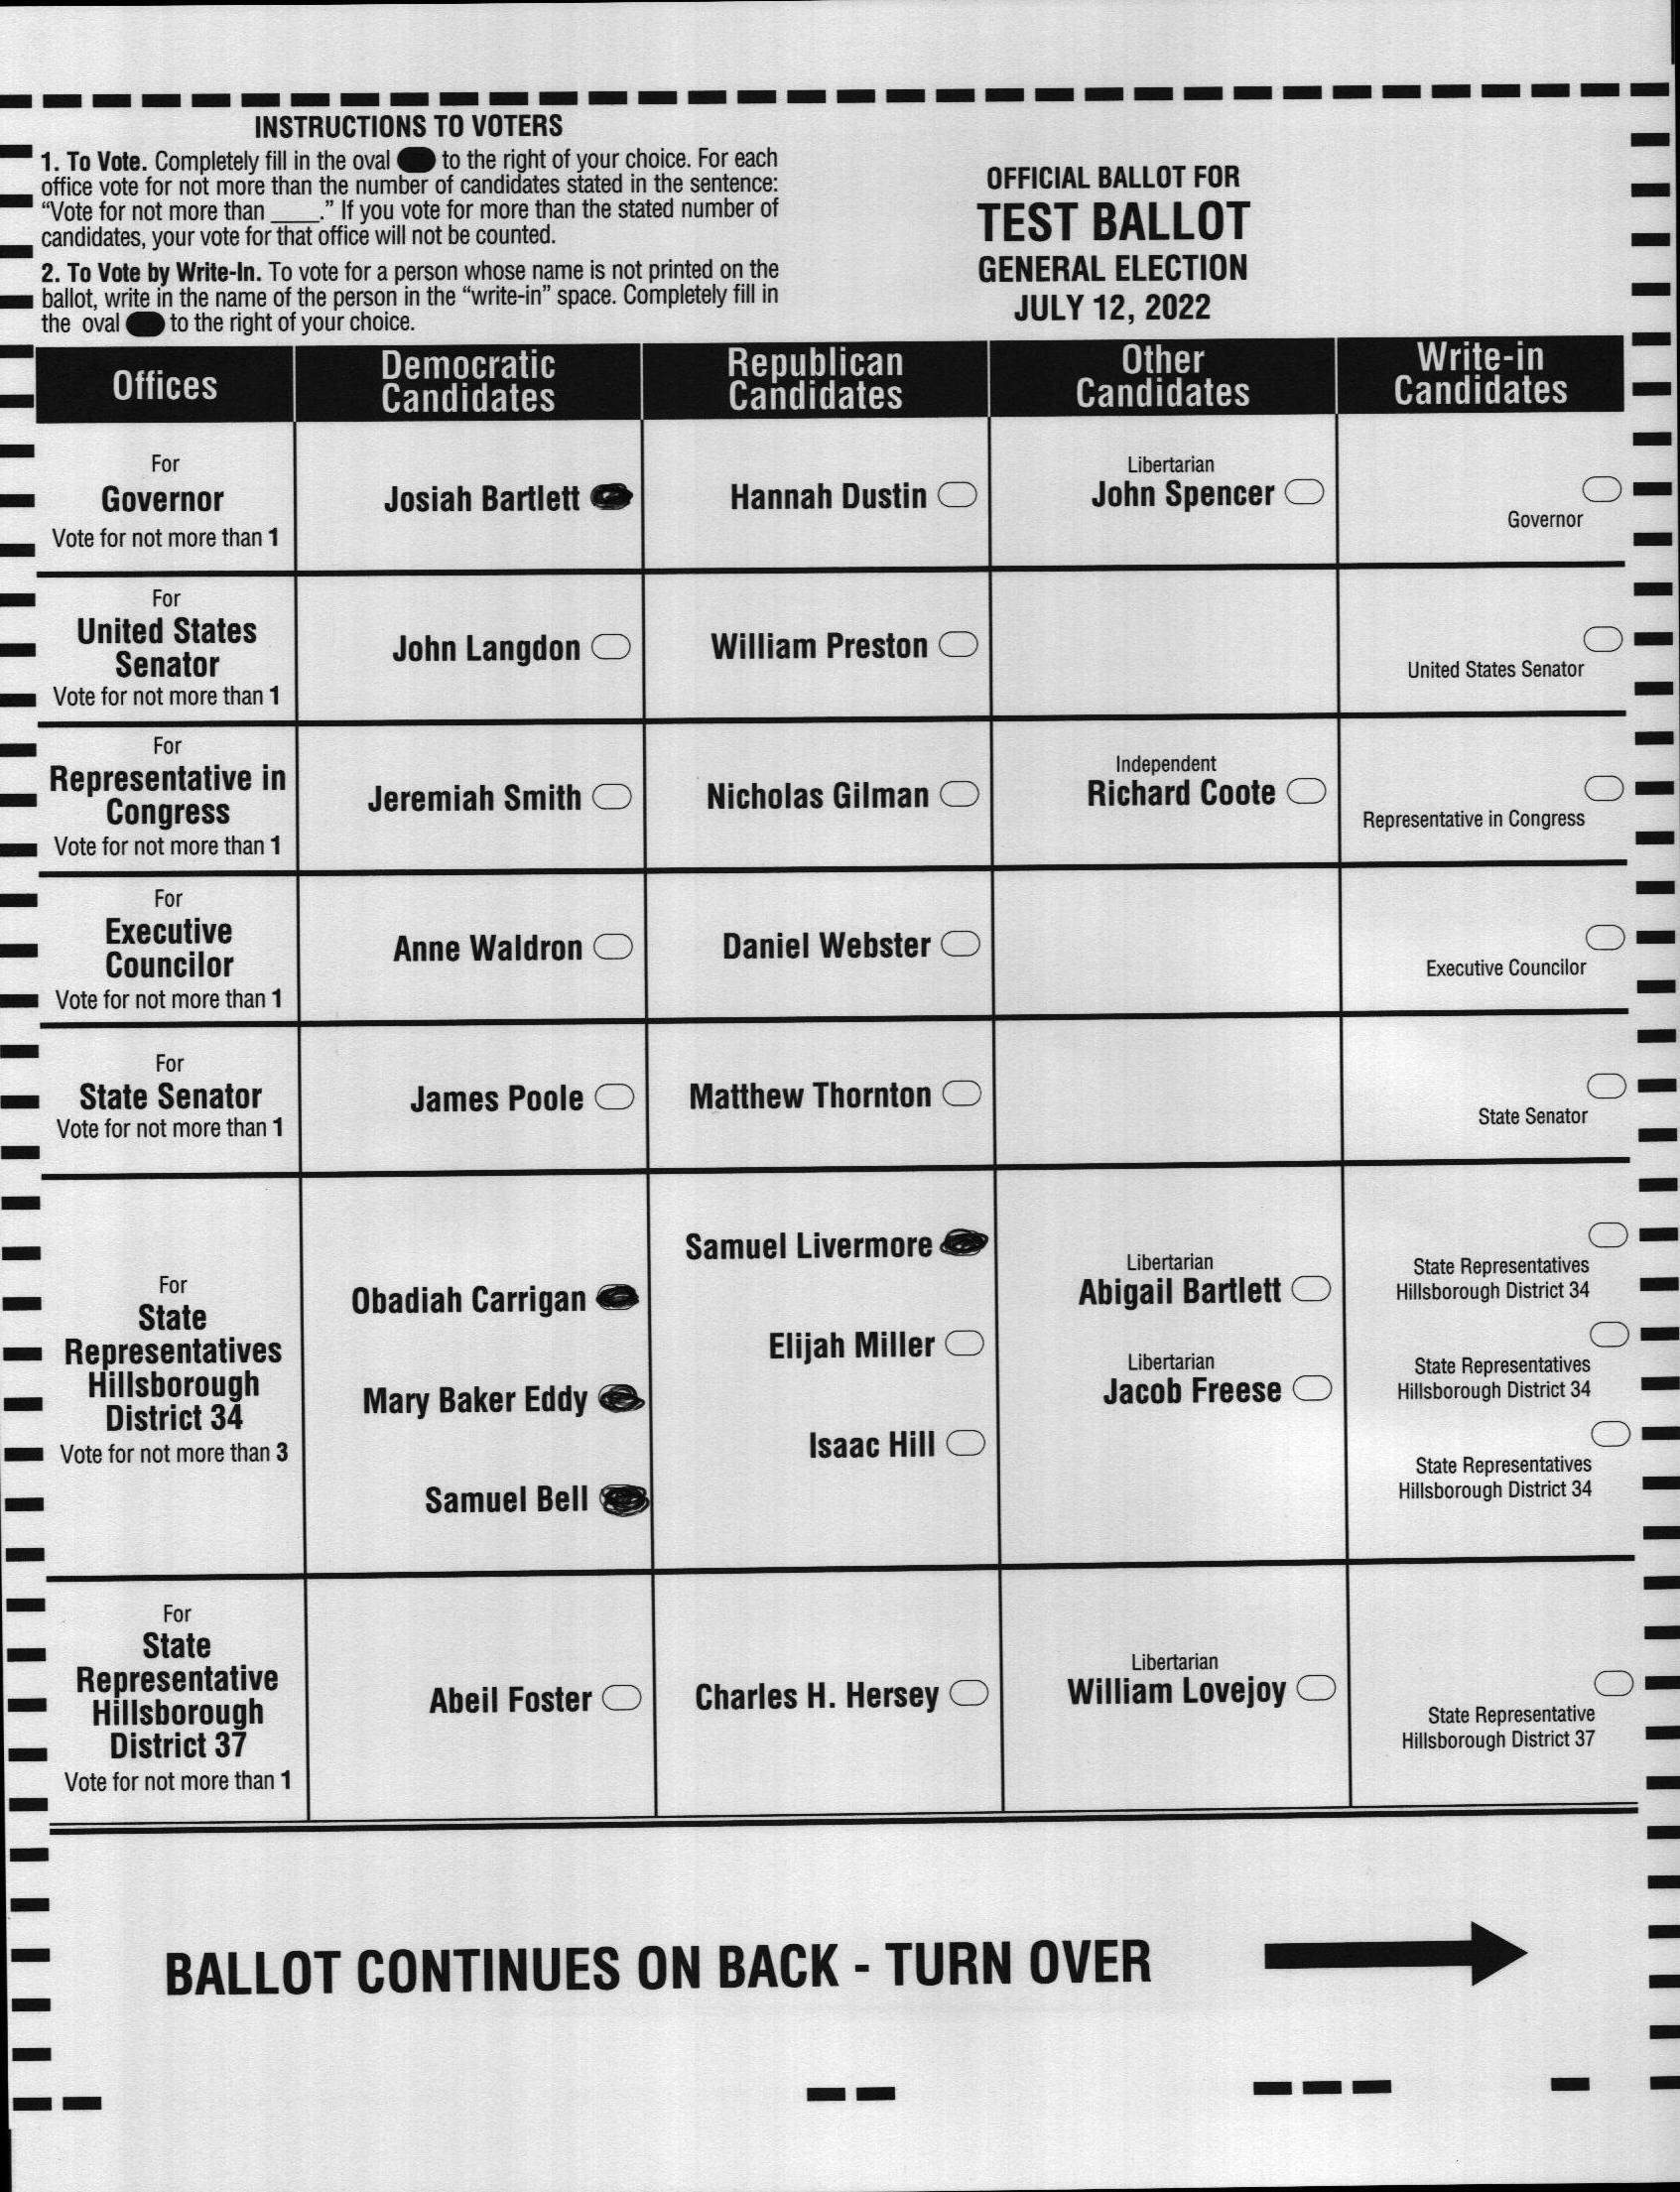 INSTRUCTIONS TO VOTERS
1. To Vote. Completely fill in the oval to the right of your choice. For each
office vote for not more than the number of candidates stated in the sentence:
“Vote for not more than ____.” If you vote for more than the stated number of
candidates, your vote for that office will not be counted.
2. To Vote by Write-In. To vote for a person whose name is not printed on the
ballot, write in the name of the person in the “write-in” space. Completely fill in
the oval to the right of your choice.
OFFICIAL BALLOT FOR
TEST BALLOT
GENERAL ELECTION
JULY 12, 2022
Offices
Democratic
Candidates
Republican
Candidates
Other
Candidates
Write-in
Candidates
For
Governor
Vote for not more than 1
Josiah Bartlett
Hannah Dustin
Libertarian
John Spencer
Governor
For
United States
Senator
Vote for not more than 1
John Langdon
William Preston
United States Senator
For
Representative in
Congress
Vote for not more than 1
Jeremiah Smith
Nicholas Gilman
Independent
Richard Coote
Representative in Congress
For
Executive
Councilor
Vote for not more than 1
Anne Waldron
Daniel Webster
Executive Councilor
For
State Senator
Vote for not more than 1
James Poole
Matthew Thornton
State Senator
For
State
Representatives
Hillsborough
District 34
Vote for not more than 3
Obadiah Carrigan
Mary Baker Eddy
Samuel Bell
Samuel Livermore
Elijah Miller
Isaac Hill
Libertarian
Abigail Bartlett
Libertarian
Jacob Freese
State Representatives
Hillsborough District 34
State Representatives
Hillsborough District 34
State Representatives
Hillsborough District 34
For
State
Representative
Hillsborough
District 37
Vote for not more than 1
Abeil Foster
Charles H. Hersey
Libertarian
William Lovejoy
State Representative
Hillsborough District 37
BALLOT CONTINUES ON BACK - TURN OVER